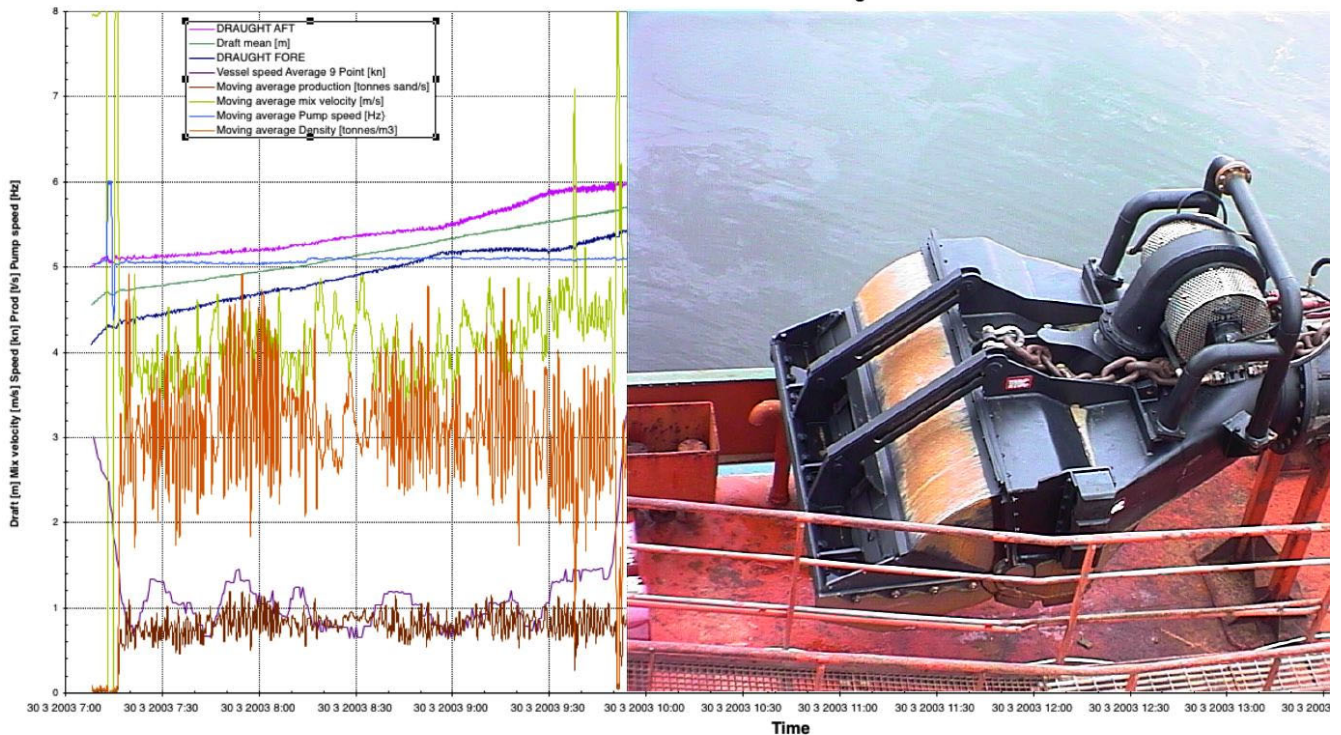 DRAUGHT AFT
Draft mean [m]
DRAUGHT FORE
Vessel speed Average 9 Point [kn]
Moving average production [tonnes sand/s]
Moving average mix velocity [m/s]
Moving average Pump speed [Hz}
Moving average Density [tonnes/m3]
8
7
6
5
4
3
2
1
0
Draft [m] Mix velocity [m/s] Speed [kn] Prod [t/s] Pump speed [Hz]
30 3 2003 7:00 30 3 2003 7:30 30 3 2003 8:00 30 3 2003 8:30 30 3 2003 9:00 30 3 2003 9:30 30 3 2003 10:00 30 3 2003 10:30 30 3 2003 11:00 30 3 2003 11:30 30 3 2003 12:00 30 3 2003 12:30 30 3 2003 13:00 30 3 2003
Time